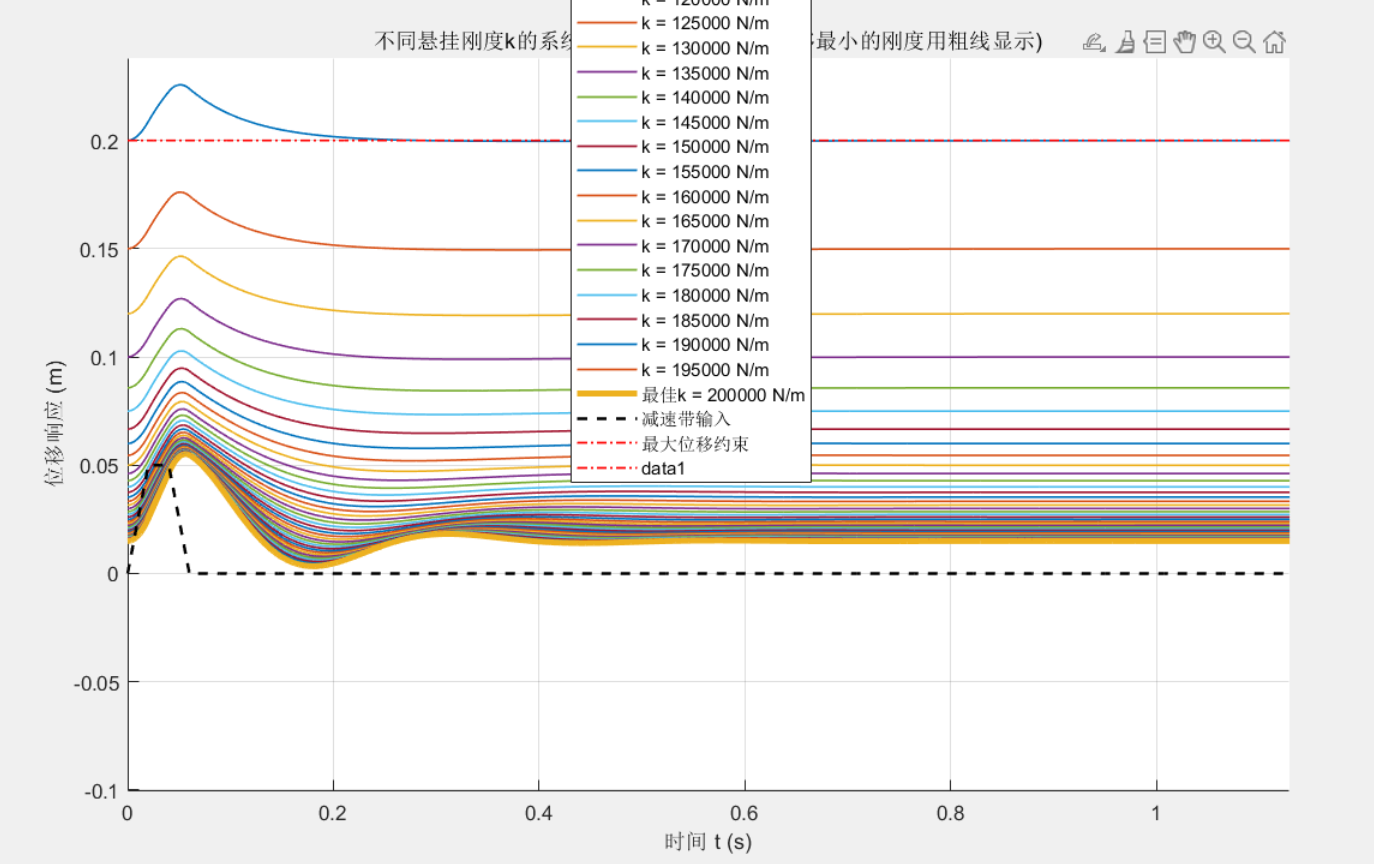 k = 120000 N/m
k = 125000 N/m
不同悬挂刚度k的系统
移最小的刚度用粗线显示)
k = 130000 N/m
k = 135000 N/m
k = 140000 N/m
k = 145000 N/m
k = 150000 N/m
k = 155000 N/m
k = 160000 N/m
k = 165000 N/m
k = 170000 N/m
k = 175000 N/m
k = 180000 N/m
k = 185000 N/m
k = 190000 N/m
k = 195000 N/m
最佳k = 200000 N/m
减速带输入
最大位移约束
data1
0.2
0.15
0.1
0.05
0
-0.05
-0.1
位移响应 (m)
0
0.2
0.4
0.6
0.8
1
时间 t (s)